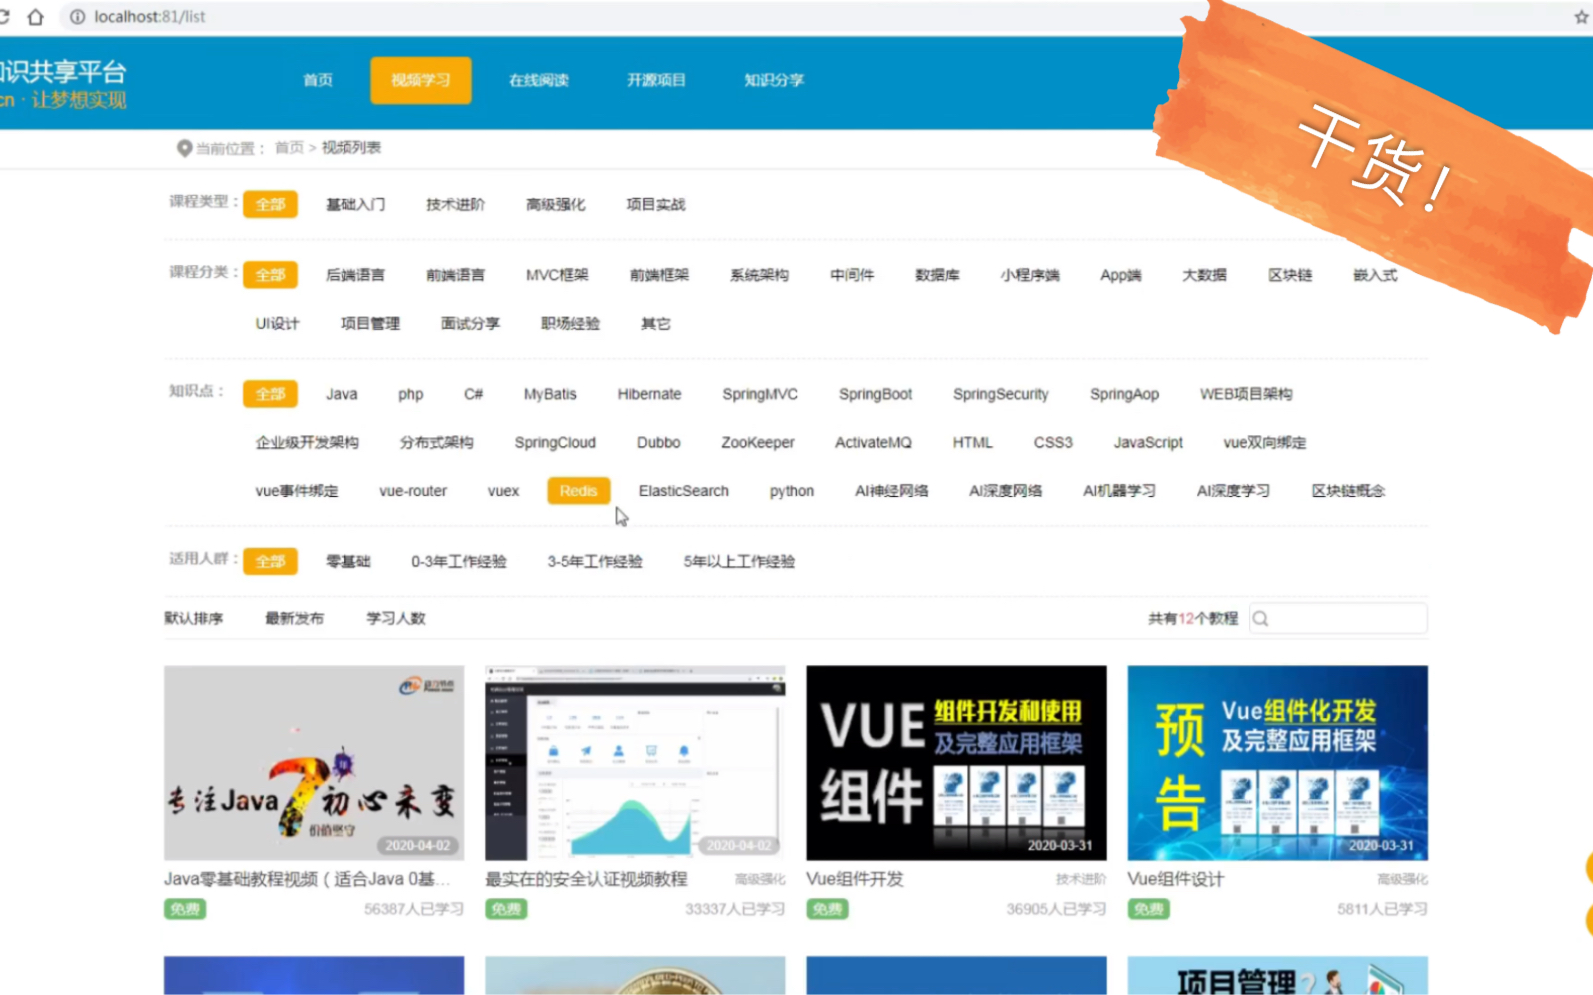 localhost:81/list
识共享平台
cn · 让梦想实现
首页 视频学习 在线阅读 开源项目 知识分享
干货！
当前位置： 首页 > 视频列表
课程类型： 全部 基础入门 技术进阶 高级强化 项目实战
课程分类： 全部 后端语言 前端语言 MVC框架 前端框架 系统架构 中间件 数据库 小程序端 App端 大数据 区块链 嵌入式
UI设计 项目管理 面试分享 职场经验 其它
知识点： 全部 Java php C# MyBatis Hibernate SpringMVC SpringBoot SpringSecurity SpringAop WEB项目架构
企业级开发架构 分布式架构 SpringCloud Dubbo ZooKeeper ActivateMQ HTML CSS3 JavaScript vue双向绑定
vue事件绑定 vue-router vuex Redis ElasticSearch python AI神经网络 AI深度网络 AI机器学习 AI深度学习 区块链概念
适用人群： 全部 零基础 0-3年工作经验 3-5年工作经验 5年以上工作经验
默认排序 最新发布 学习人数 共有12个教程
专注Java 7 初心未变
价值坚守
2020-04-02
2020-04-02
VUE 组件
组件开发和使用
及完整应用框架
2020-03-31
预告
Vue组件化开发
及完整应用框架
2020-03-31
Java零基础教程视频（适合Java 0基...
免费 56387人已学习
最实在的安全认证视频教程 高级强化
免费 33337人已学习
Vue组件开发 技术进阶
免费 36905人已学习
Vue组件设计 高级强化
免费 5811人已学习
项目管理?